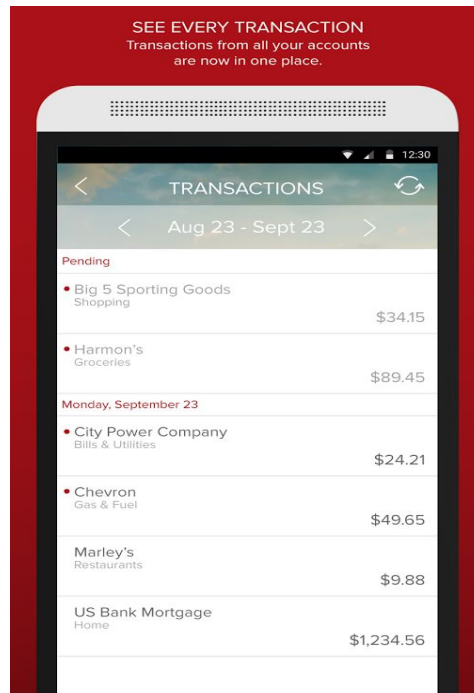 SEE EVERY TRANSACTION
Transactions from all your accounts
are now in one place.
12:30
TRANSACTIONS
Aug 23 - Sept 23
Pending
Big 5 Sporting Goods
Shopping
$34.15
Harmon's
Groceries
$89.45
Monday, September 23
City Power Company
Bills & Utilities
$24.21
Chevron
Gas & Fuel
$49.65
Marley's
Restaurants
$9.88
US Bank Mortgage
Home
$1,234.56